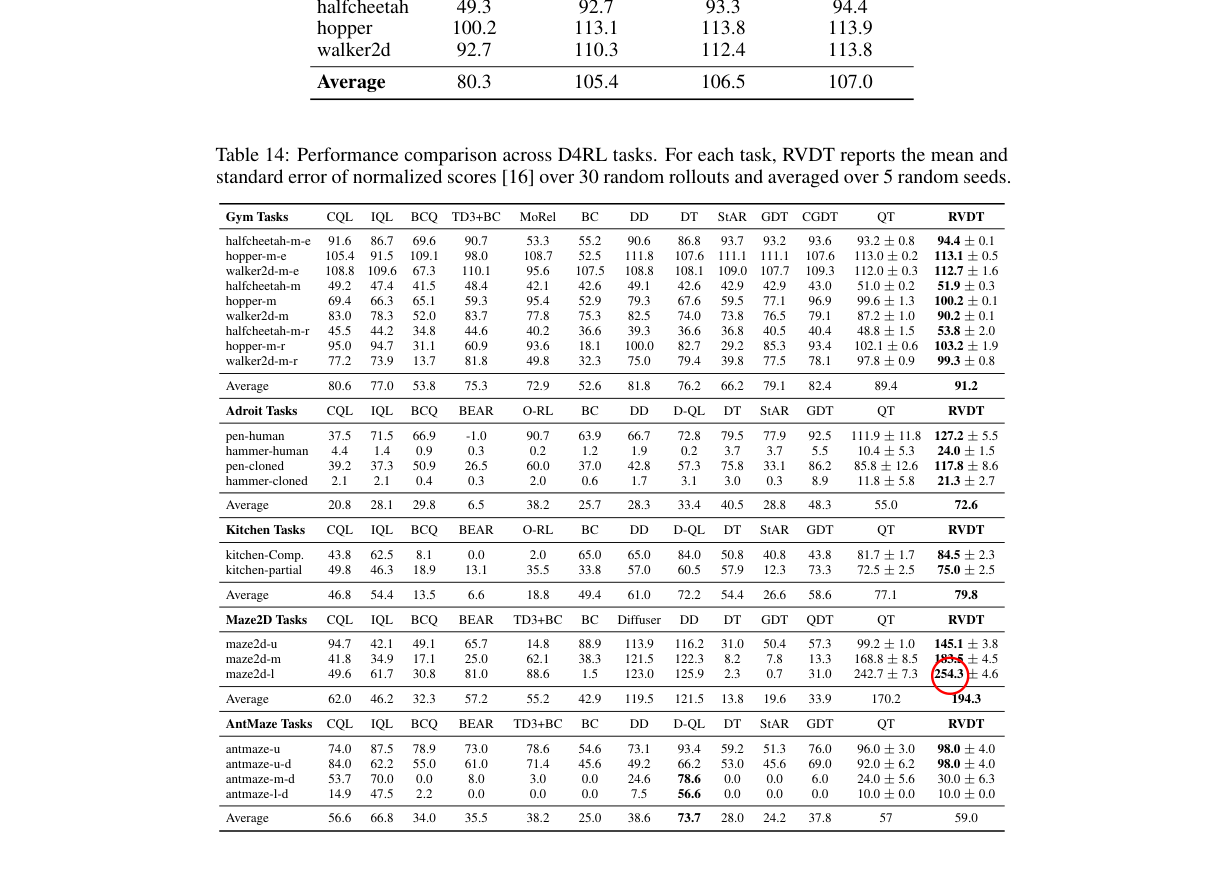 halfcheetah 49.3 92.7 93.3 94.4
hopper 100.2 113.1 113.8 113.9
walker2d 92.7 110.3 112.4 113.8
Average 80.3 105.4 106.5 107.0
Table 14: Performance comparison across D4RL tasks. For each task, RVDT reports the mean and
standard error of normalized scores [16] over 30 random rollouts and averaged over 5 random seeds.
Gym Tasks CQL IQL BCQ TD3+BC MoRel BC DD DT StAR GDT CGDT QT RVDT
halfcheetah-m-e 91.6 86.7 69.6 90.7 53.3 55.2 90.6 86.8 93.7 93.2 93.6 93.2 ± 0.8 94.4 ± 0.1
hopper-m-e 105.4 91.5 109.1 98.0 108.7 52.5 111.8 107.6 111.1 111.1 107.6 113.0 ± 0.2 113.1 ± 0.5
walker2d-m-e 108.8 109.6 67.3 110.1 95.6 107.5 108.8 108.1 109.0 107.7 109.3 112.0 ± 0.3 112.7 ± 1.6
halfcheetah-m 49.2 47.4 41.5 48.4 42.1 42.6 49.1 42.6 42.9 42.9 43.0 51.0 ± 0.2 51.9 ± 0.3
hopper-m 69.4 66.3 65.1 59.3 95.4 52.9 79.3 67.6 59.5 77.1 96.9 99.6 ± 1.3 100.2 ± 0.1
walker2d-m 83.0 78.3 52.0 83.7 77.8 75.3 82.5 74.0 73.8 76.5 79.1 87.2 ± 1.0 90.2 ± 0.1
halfcheetah-m-r 45.5 44.2 34.8 44.6 40.2 36.6 39.3 36.6 36.8 40.5 40.4 48.8 ± 1.5 53.8 ± 2.0
hopper-m-r 95.0 94.7 31.1 60.9 93.6 18.1 100.0 82.7 29.2 85.3 93.4 102.1 ± 0.6 103.2 ± 1.9
walker2d-m-r 77.2 73.9 13.7 81.8 49.8 32.3 75.0 79.4 39.8 77.5 78.1 97.8 ± 0.9 99.3 ± 0.8
Average 80.6 77.0 53.8 75.3 72.9 52.6 81.8 76.2 66.2 79.1 82.4 89.4 91.2
Adroit Tasks CQL IQL BCQ BEAR O-RL BC DD D-QL DT StAR GDT QT RVDT
pen-human 37.5 71.5 66.9 -1.0 90.7 63.9 66.7 72.8 79.5 77.9 92.5 111.9 ± 11.8 127.2 ± 5.5
hammer-human 4.4 1.4 0.9 0.3 0.2 1.2 1.9 0.2 3.7 3.7 5.5 10.4 ± 5.3 24.0 ± 1.5
pen-cloned 39.2 37.3 50.9 26.5 60.0 37.0 42.8 57.3 75.8 33.1 86.2 85.8 ± 12.6 117.8 ± 8.6
hammer-cloned 2.1 2.1 0.4 0.3 2.0 0.6 1.7 3.1 3.0 0.3 8.9 11.8 ± 5.8 21.3 ± 2.7
Average 20.8 28.1 29.8 6.5 38.2 25.7 28.3 33.4 40.5 28.8 48.3 55.0 72.6
Kitchen Tasks CQL IQL BCQ BEAR O-RL BC DD D-QL DT StAR GDT QT RVDT
kitchen-Comp. 43.8 62.5 8.1 0.0 2.0 65.0 65.0 84.0 50.8 40.8 43.8 81.7 ± 1.7 84.5 ± 2.3
kitchen-partial 49.8 46.3 18.9 13.1 35.5 33.8 57.0 60.5 57.9 12.3 73.3 72.5 ± 2.5 75.0 ± 2.5
Average 46.8 54.4 13.5 6.6 18.8 49.4 61.0 72.2 54.4 26.6 58.6 77.1 79.8
Maze2D Tasks CQL IQL BCQ BEAR TD3+BC BC Diffuser DD DT GDT QDT QT RVDT
maze2d-u 94.7 42.1 49.1 65.7 14.8 88.9 113.9 116.2 31.0 50.4 57.3 99.2 ± 1.0 145.1 ± 3.8
maze2d-m 41.8 34.9 17.1 25.0 62.1 38.3 121.5 122.3 8.2 7.8 13.3 168.8 ± 8.5 183.5 ± 4.5
maze2d-l 49.6 61.7 30.8 81.0 88.6 1.5 123.0 125.9 2.3 0.7 31.0 242.7 ± 7.3 254.3 ± 4.6
Average 62.0 46.2 32.3 57.2 55.2 42.9 119.5 121.5 13.8 19.6 33.9 170.2 194.3
AntMaze Tasks CQL IQL BCQ BEAR TD3+BC BC DD D-QL DT StAR GDT QT RVDT
antmaze-u 74.0 87.5 78.9 73.0 78.6 54.6 73.1 93.4 59.2 51.3 76.0 96.0 ± 3.0 98.0 ± 4.0
antmaze-u-d 84.0 62.2 55.0 61.0 71.4 45.6 49.2 66.2 53.0 45.6 69.0 92.0 ± 6.2 98.0 ± 4.0
antmaze-m-d 53.7 70.0 0.0 8.0 3.0 0.0 24.6 78.6 0.0 0.0 6.0 24.0 ± 5.6 30.0 ± 6.3
antmaze-l-d 14.9 47.5 2.2 0.0 0.0 0.0 7.5 56.6 0.0 0.0 0.0 10.0 ± 0.0 10.0 ± 0.0
Average 56.6 66.8 34.0 35.5 38.2 25.0 38.6 73.7 28.0 24.2 37.8 57 59.0